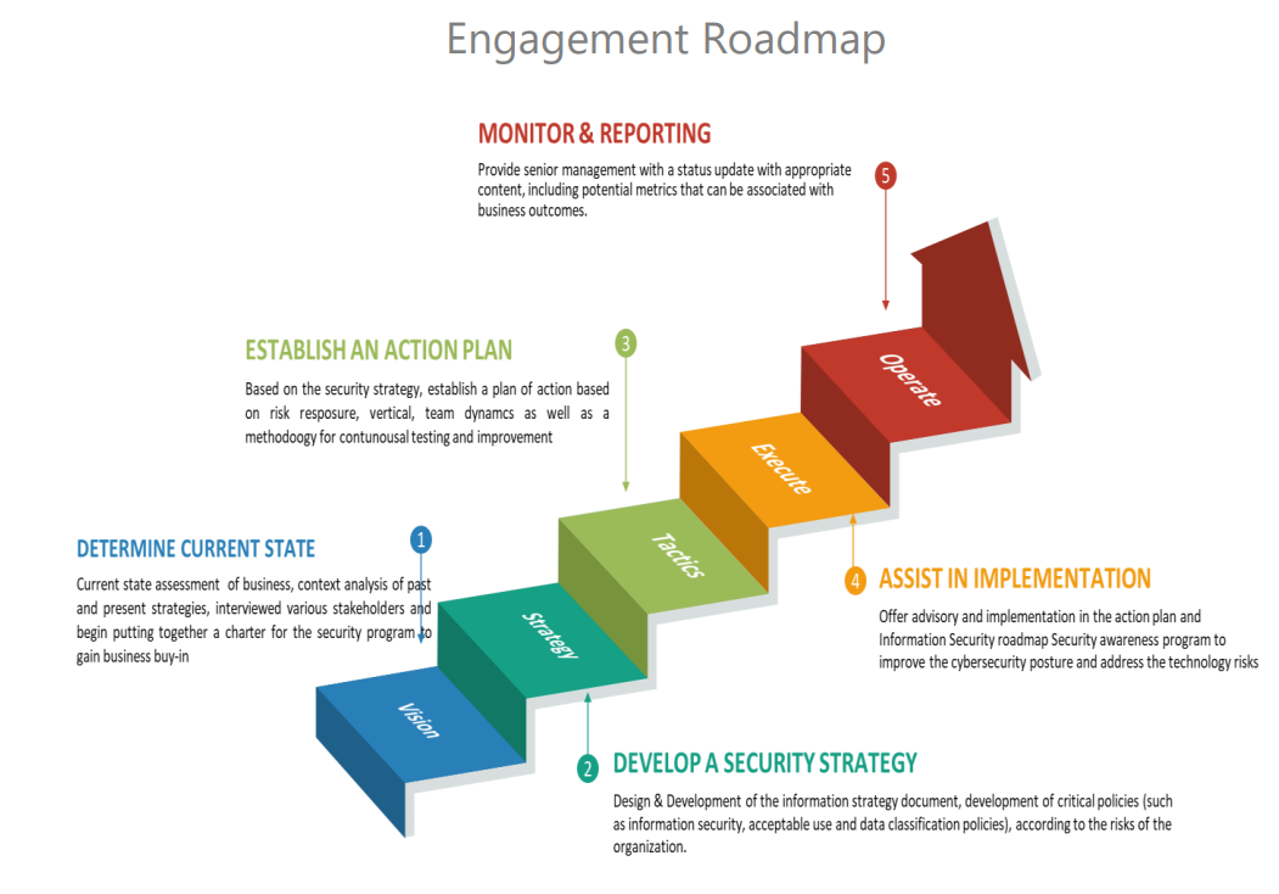 Engagement Roadmap
MONITOR & REPORTING
Provide senior management with a status update with appropriate
content, including potential metrics that can be associated with
business outcomes.
5
Operate
ESTABLISH AN ACTION PLAN
3
Based on the security strategy, establish a plan of action based
on risk resposure, vertical, team dynamcs as well as a
methodoogy for contunousal testing and improvement
Execute
Tactics
DETERMINE CURRENT STATE
1
Current state assessment of business, context analysis of past
and present strategies, interviewed various stakeholders and
begin putting together a charter for the security program to
gain business buy-in
4
ASSIST IN IMPLEMENTATION
Offer advisory and implementation in the action plan and
Information Security roadmap Security awareness program to
improve the cybersecurity posture and address the technology risks
Strategy
Vision
2
DEVELOP A SECURITY STRATEGY
Design & Development of the information strategy document, development of critical policies (such
as information security, acceptable use and data classification policies), according to the risks of the
organization.